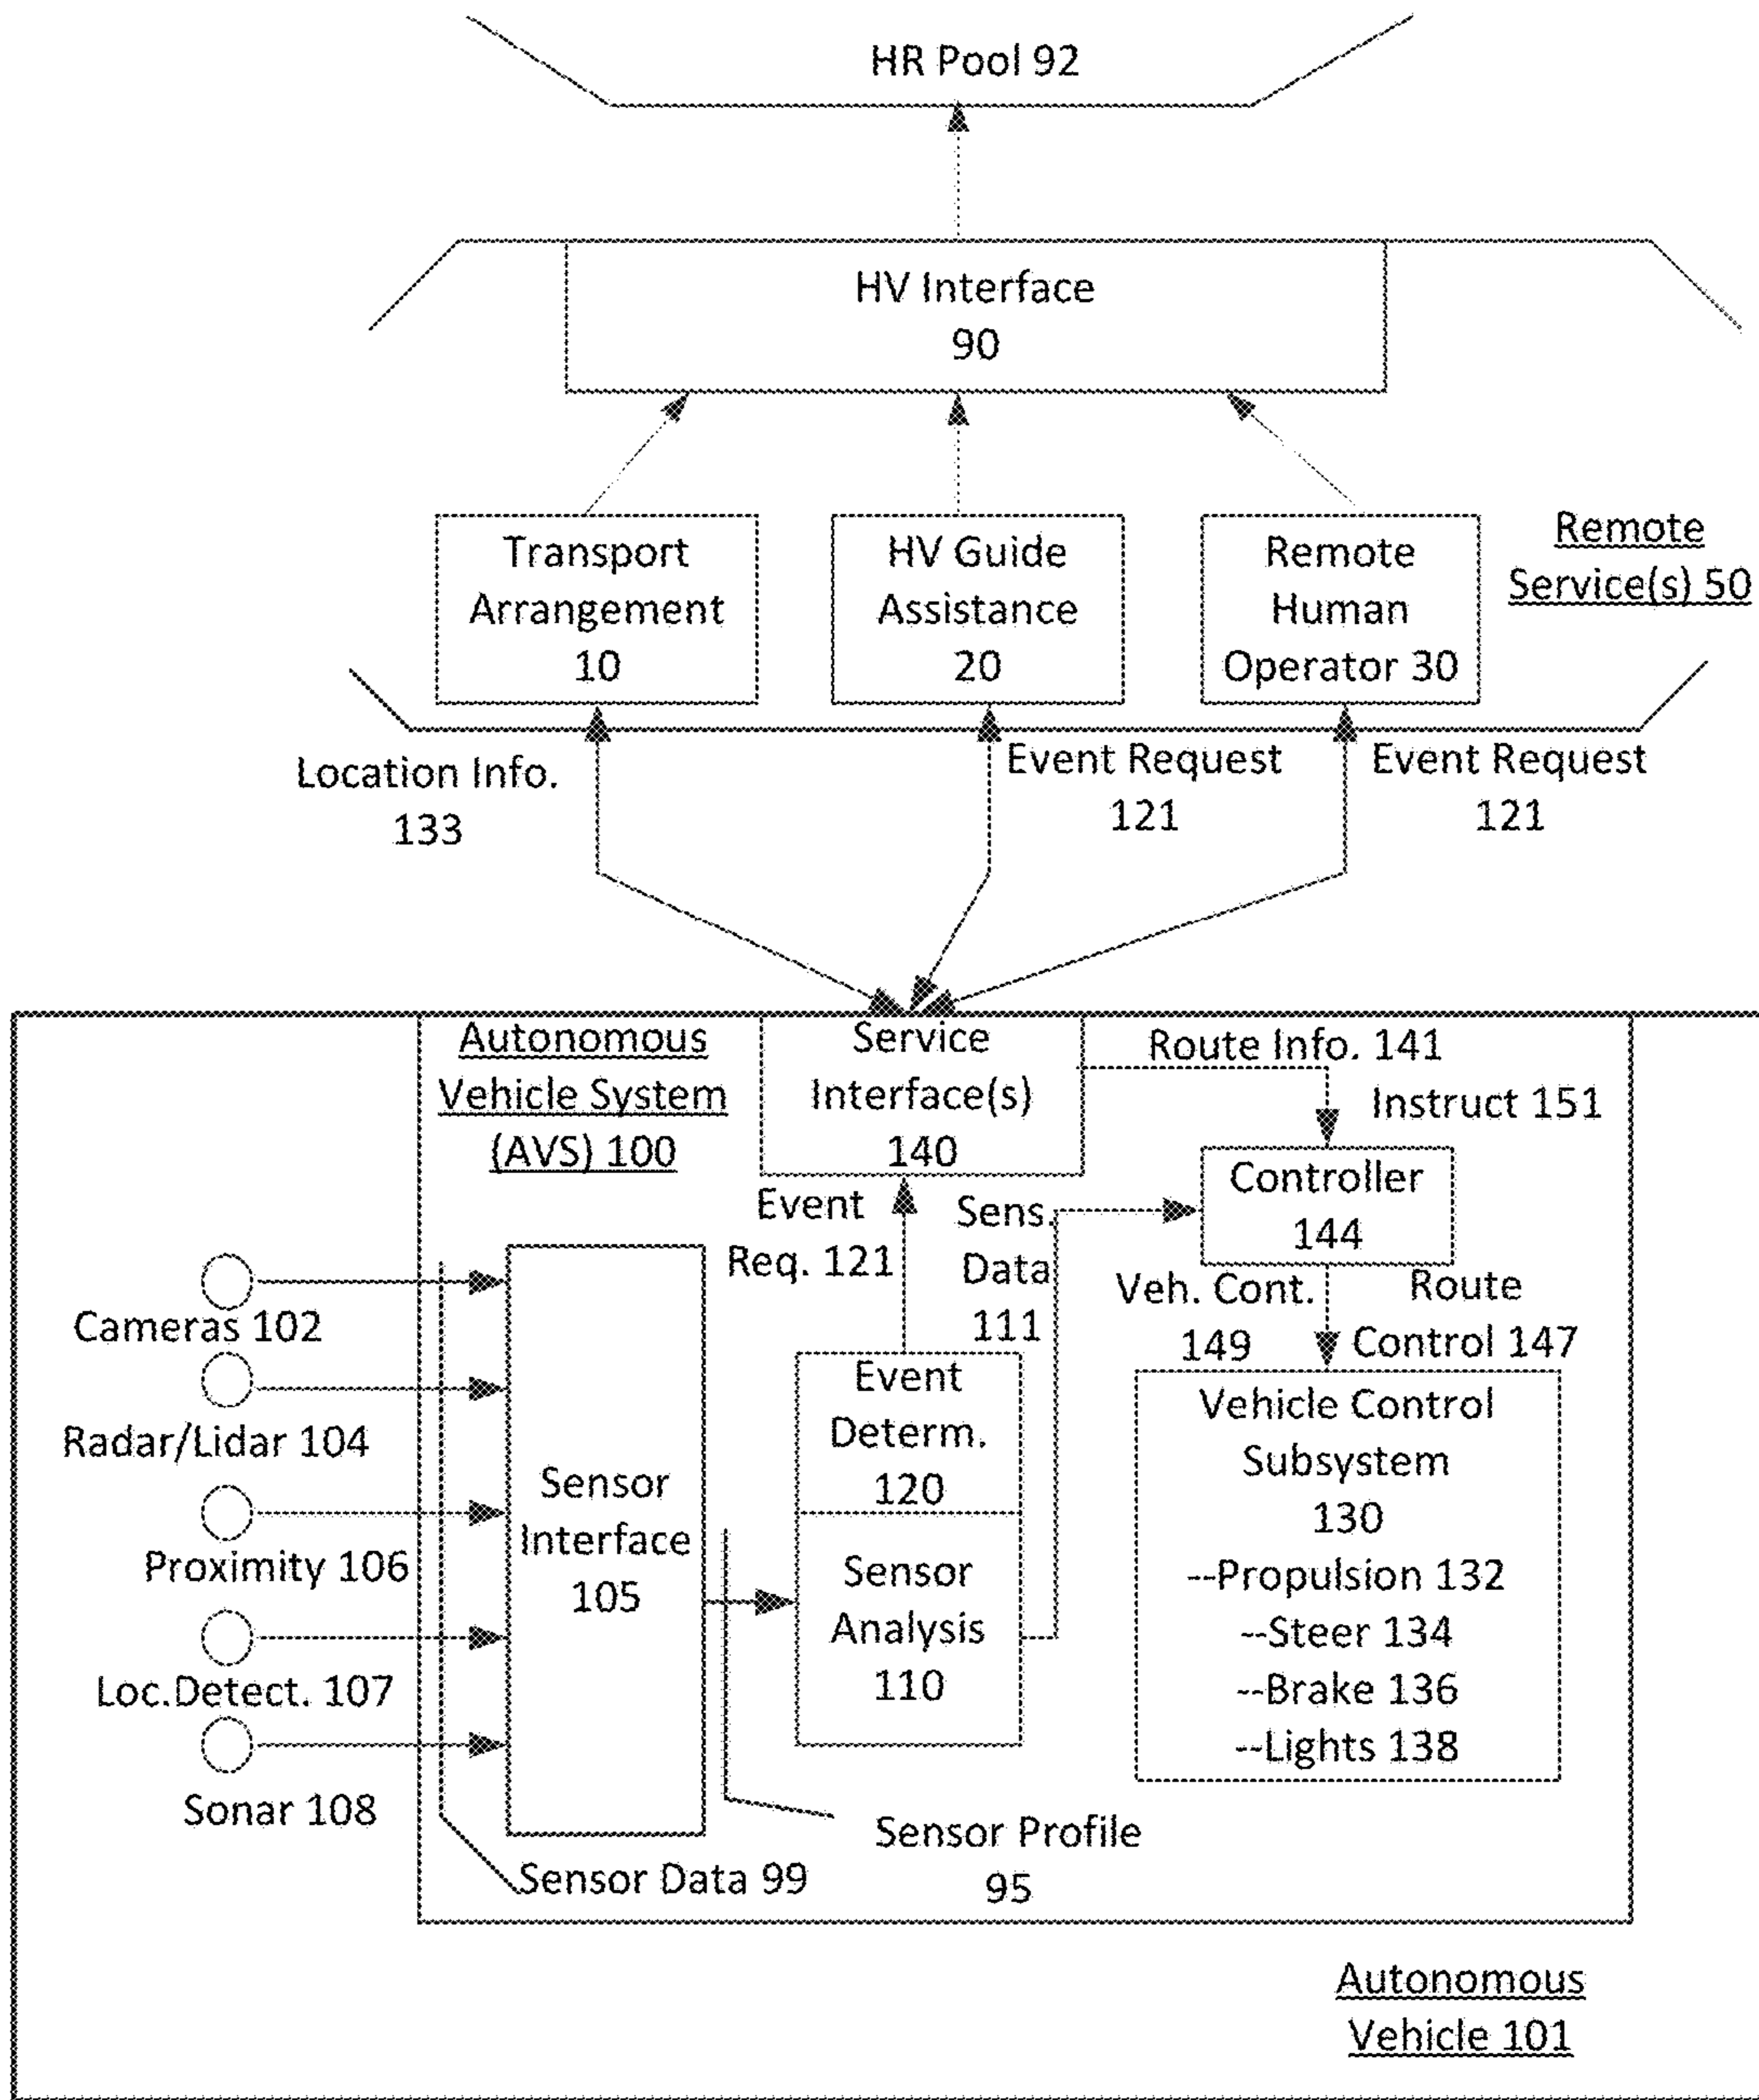 HR Pool 92
HV Interface
90
Transport
Arrangement
10
HV Guide
Assistance
20
Remote
Human
Operator 30
Remote
Service(s) 50
Location Info.
133
Event Request
121
Event Request
121
Autonomous
Vehicle System
(AVS) 100
Service
Interface(s)
140
Route Info. 141
Instruct 151
Controller
144
Event
Req. 121
Sens.
Data
111
Veh. Cont.
149
Route
Control 147
Cameras 102
Radar/Lidar 104
Proximity 106
Loc.Detect. 107
Sonar 108
Sensor
Interface
105
Event
Determ.
120
Sensor
Analysis
110
Vehicle Control
Subsystem
130
--Propulsion 132
--Steer 134
--Brake 136
--Lights 138
Sensor Data 99
Sensor Profile
95
Autonomous
Vehicle 101